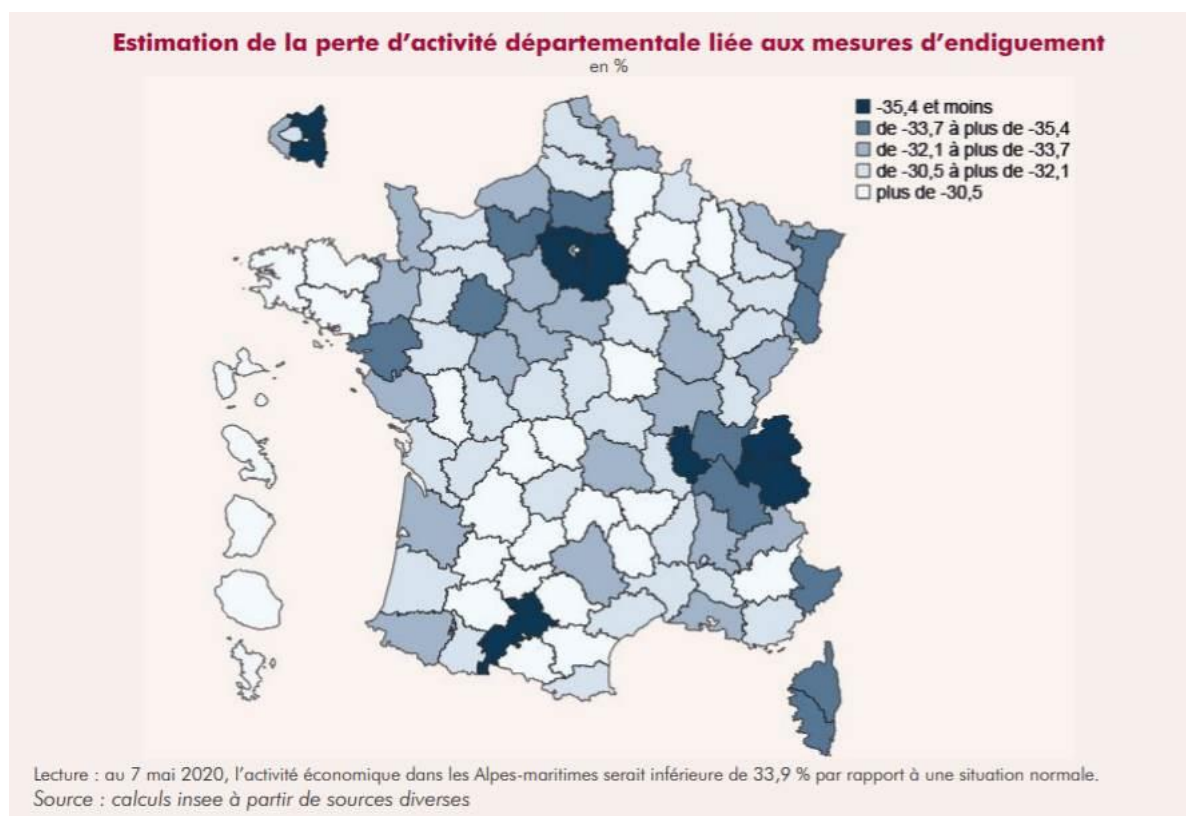 Estimation de la perte d’activité départementale liée aux mesures d’endiguement
en %
-35,4 et moins
de -33,7 à plus de -35,4
de -32,1 à plus de -33,7
de -30,5 à plus de -32,1
plus de -30,5
Lecture : au 7 mai 2020, l’activité économique dans les Alpes-maritimes serait inférieure de 33,9 % par rapport à une situation normale.
Source : calculs insee à partir de sources diverses